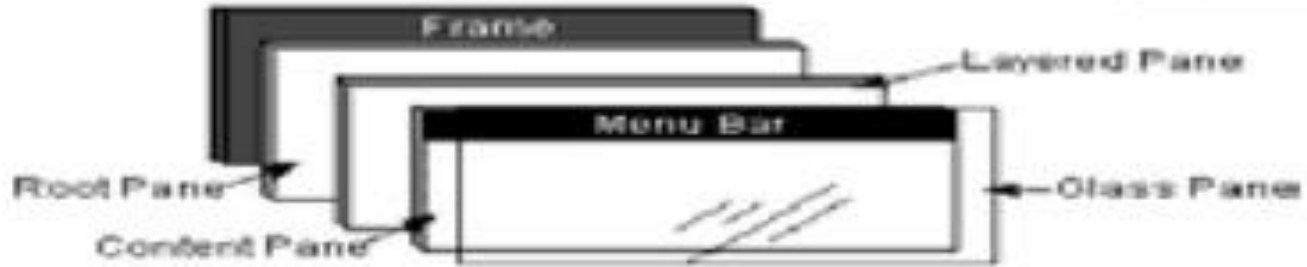 Frame
Layered Pane
Menu Bar
Root Pane
Glass Pane
Content Pane